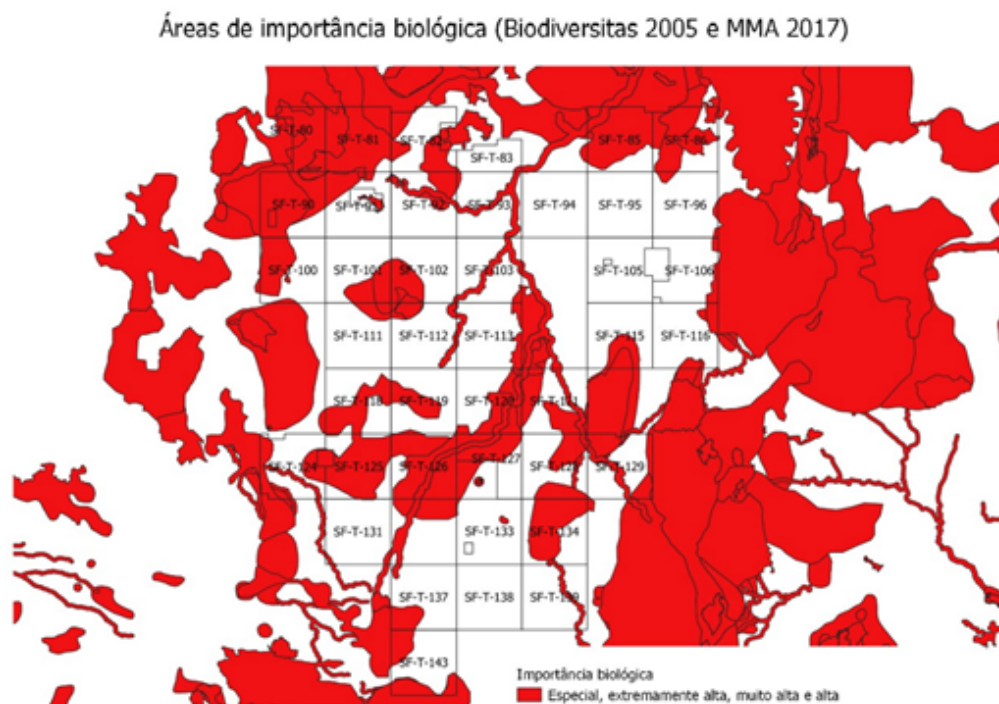 Áreas de importância biológica (Biodiversitas 2005 e MMA 2017)
SF-T-80 SF-T-81 SF-T-82 SF-T-83 SF-T-85 SF-T-86
SF-T-90 SF-T-92 SF-T-93 SF-T-94 SF-T-95 SF-T-96
SF-T-100 SF-T-101 SF-T-102 SF-T-103 SF-T-105 SF-T-106
SF-T-111 SF-T-112 SF-T-113 SF-T-115 SF-T-116
SF-T-118 SF-T-119 SF-T-120 SF-T-121
SF-T-124 SF-T-125 SF-T-126 SF-T-127 SF-T-128 SF-T-129
SF-T-131 SF-T-133 SF-T-134
SF-T-137 SF-T-138 SF-T-139
SF-T-143
Importância biológica
Especial, extremamente alta, muito alta e alta